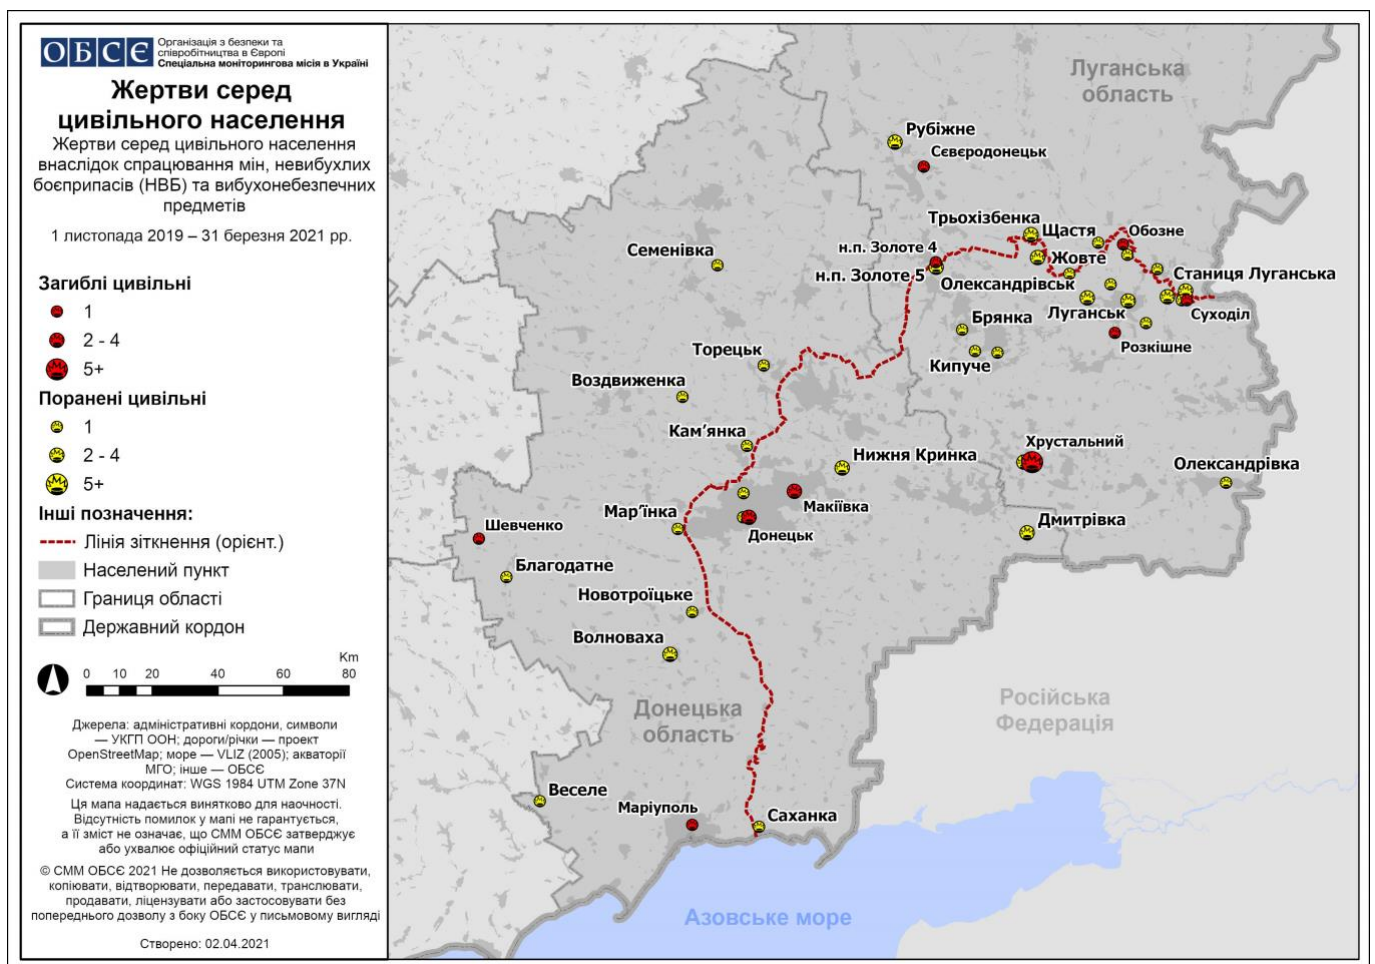 ОБСЄ
Організація з безпеки та
співробітництва в Європі
Спеціальна моніторингова місія в Україні
Жертви серед
цивільного населення
Жертви серед цивільного населення
внаслідок спрацювання мін, невибухлих
боєприпасів (НВБ) та вибухонебезпечних
предметів
1 листопада 2019 – 31 березня 2021 рр.
Загиблі цивільні
1
2 - 4
5+
Поранені цивільні
1
2 - 4
5+
Інші позначення:
Лінія зіткнення (орієнт.)
Населений пункт
Границя області
Державний кордон
Km
0 10 20 40 60 80
Джерела: адміністративні кордони, символи
— УКГП ООН; дороги/річки — проект
OpenStreetMap; море — VLIZ (2005); акваторії
МГО; інше — ОБСЄ
Система координат: WGS 1984 UTM Zone 37N
Ця мапа надається винятково для наочності.
Відсутність помилок у мапі не гарантується,
а її зміст не означає, що СММ ОБСЄ затверджує
або ухвалює офіційний статус мапи
© СММ ОБСЄ 2021 Не дозволяється використовувати,
копіювати, відтворювати, передавати, транслювати,
продавати, ліцензувати або застосовувати без
попереднього дозволу з боку ОБСЄ у письмовому вигляді
Створено: 02.04.2021
Луганська
область
Рубіжне
Сєвєродонецьк
Трьохізбенка
Щастя
Обозне
н.п. Золоте 4
Семенівка
Жовте
н.п. Золоте 5
Станиця Луганська
Олександрівськ
Луганськ
Суходіл
Брянка
Розкішне
Торецьк
Кипуче
Воздвиженка
Кам'янка
Хрустальний
Нижня Кринка
Олександрівка
Макіївка
Мар'їнка
Дмитрівка
Шевченко
Донецьк
Благодатне
Новотроїцьке
Волноваха
Російська
Федерація
Донецька
область
Веселе
Маріуполь
Саханка
Азовське море